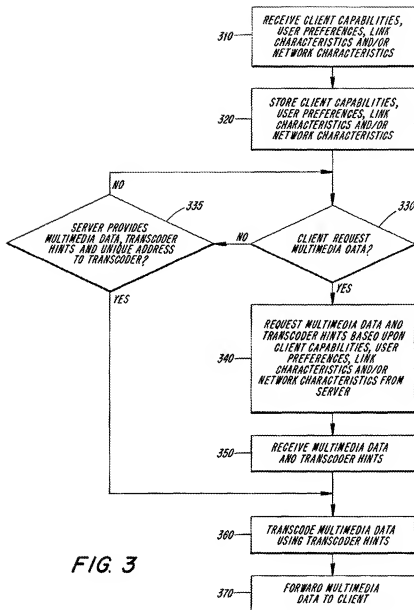 310
RECEIVE CLIENT CAPABILITIES,
USER PREFERENCES, LINK
CHARACTERISTICS AND/OR
NETWORK CHARACTERISTICS
320
STORE CLIENT CAPABILITIES,
USER PREFERENCES, LINK
CHARACTERISTICS AND/OR
NETWORK CHARACTERISTICS
NO
335
SERVER PROVIDES
MULTIMEDIA DATA, TRANSCODER
HINTS AND UNIQUE ADDRESS
TO TRANSCODER?
YES
NO
330
CLIENT REQUEST
MULTIMEDIA DATA?
YES
340
REQUEST MULTIMEDIA DATA AND
TRANSCODER HINTS BASED UPON
CLIENT CAPABILITIES, USER
PREFERENCES, LINK
CHARACTERISTICS AND/OR
NETWORK CHARACTERISTICS FROM
SERVER
350
RECEIVE MULTIMEDIA DATA
AND TRANSCODER HINTS
360
TRANSCODE MULTIMEDIA DATA
USING TRANSCODER HINTS
370
FORWARD MULTIMEDIA
DATA TO CLIENT
FIG. 3